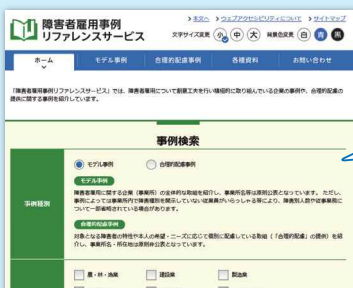 本文へ ウェブアクセシビリティについて サイトマップ
障害者雇用事例
リファレンスサービス
文字サイズ変更 小 中 大 背景色変更 白 青 黒
ホーム モデル事例 合理的配慮事例 各種資料 お問い合わせ
「障害者雇用事例リファレンスサービス」では、障害者雇用について創意工夫を行い積極的に取り組んでいる企業の事例や、合理的配慮の
提供に関する事例を紹介しています。
事例検索
事例種別
モデル事例 合理的配慮事例
モデル事例
障害者雇用に関する企業（事業所）の全体的な取組を紹介し、事業所名等は原則公表となっています。ただし、
事例によっては事業所内で障害種別を開示していない従業員がいらっしゃる等により、障害別人数や従事業務に
ついて一部省略されている場合があります。
合理的配慮事例
対象となる障害者の特性や本人の希望・ニーズに応じて個別に配慮している取組（「合理的配慮」の提供）を紹
介し、事業所名・所在地は原則非公表となっています。
農・林・漁業 建設業 製造業